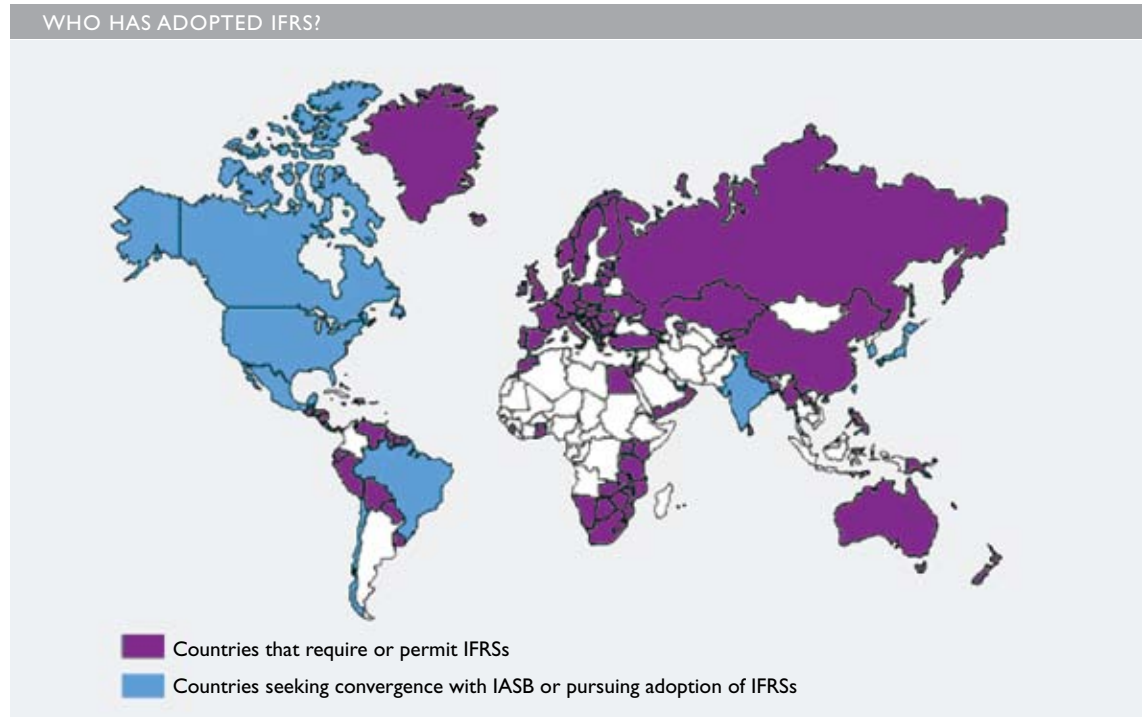 WHO HAS ADOPTED IFRS?
Countries that require or permit IFRSs
Countries seeking convergence with IASB or pursuing adoption of IFRSs